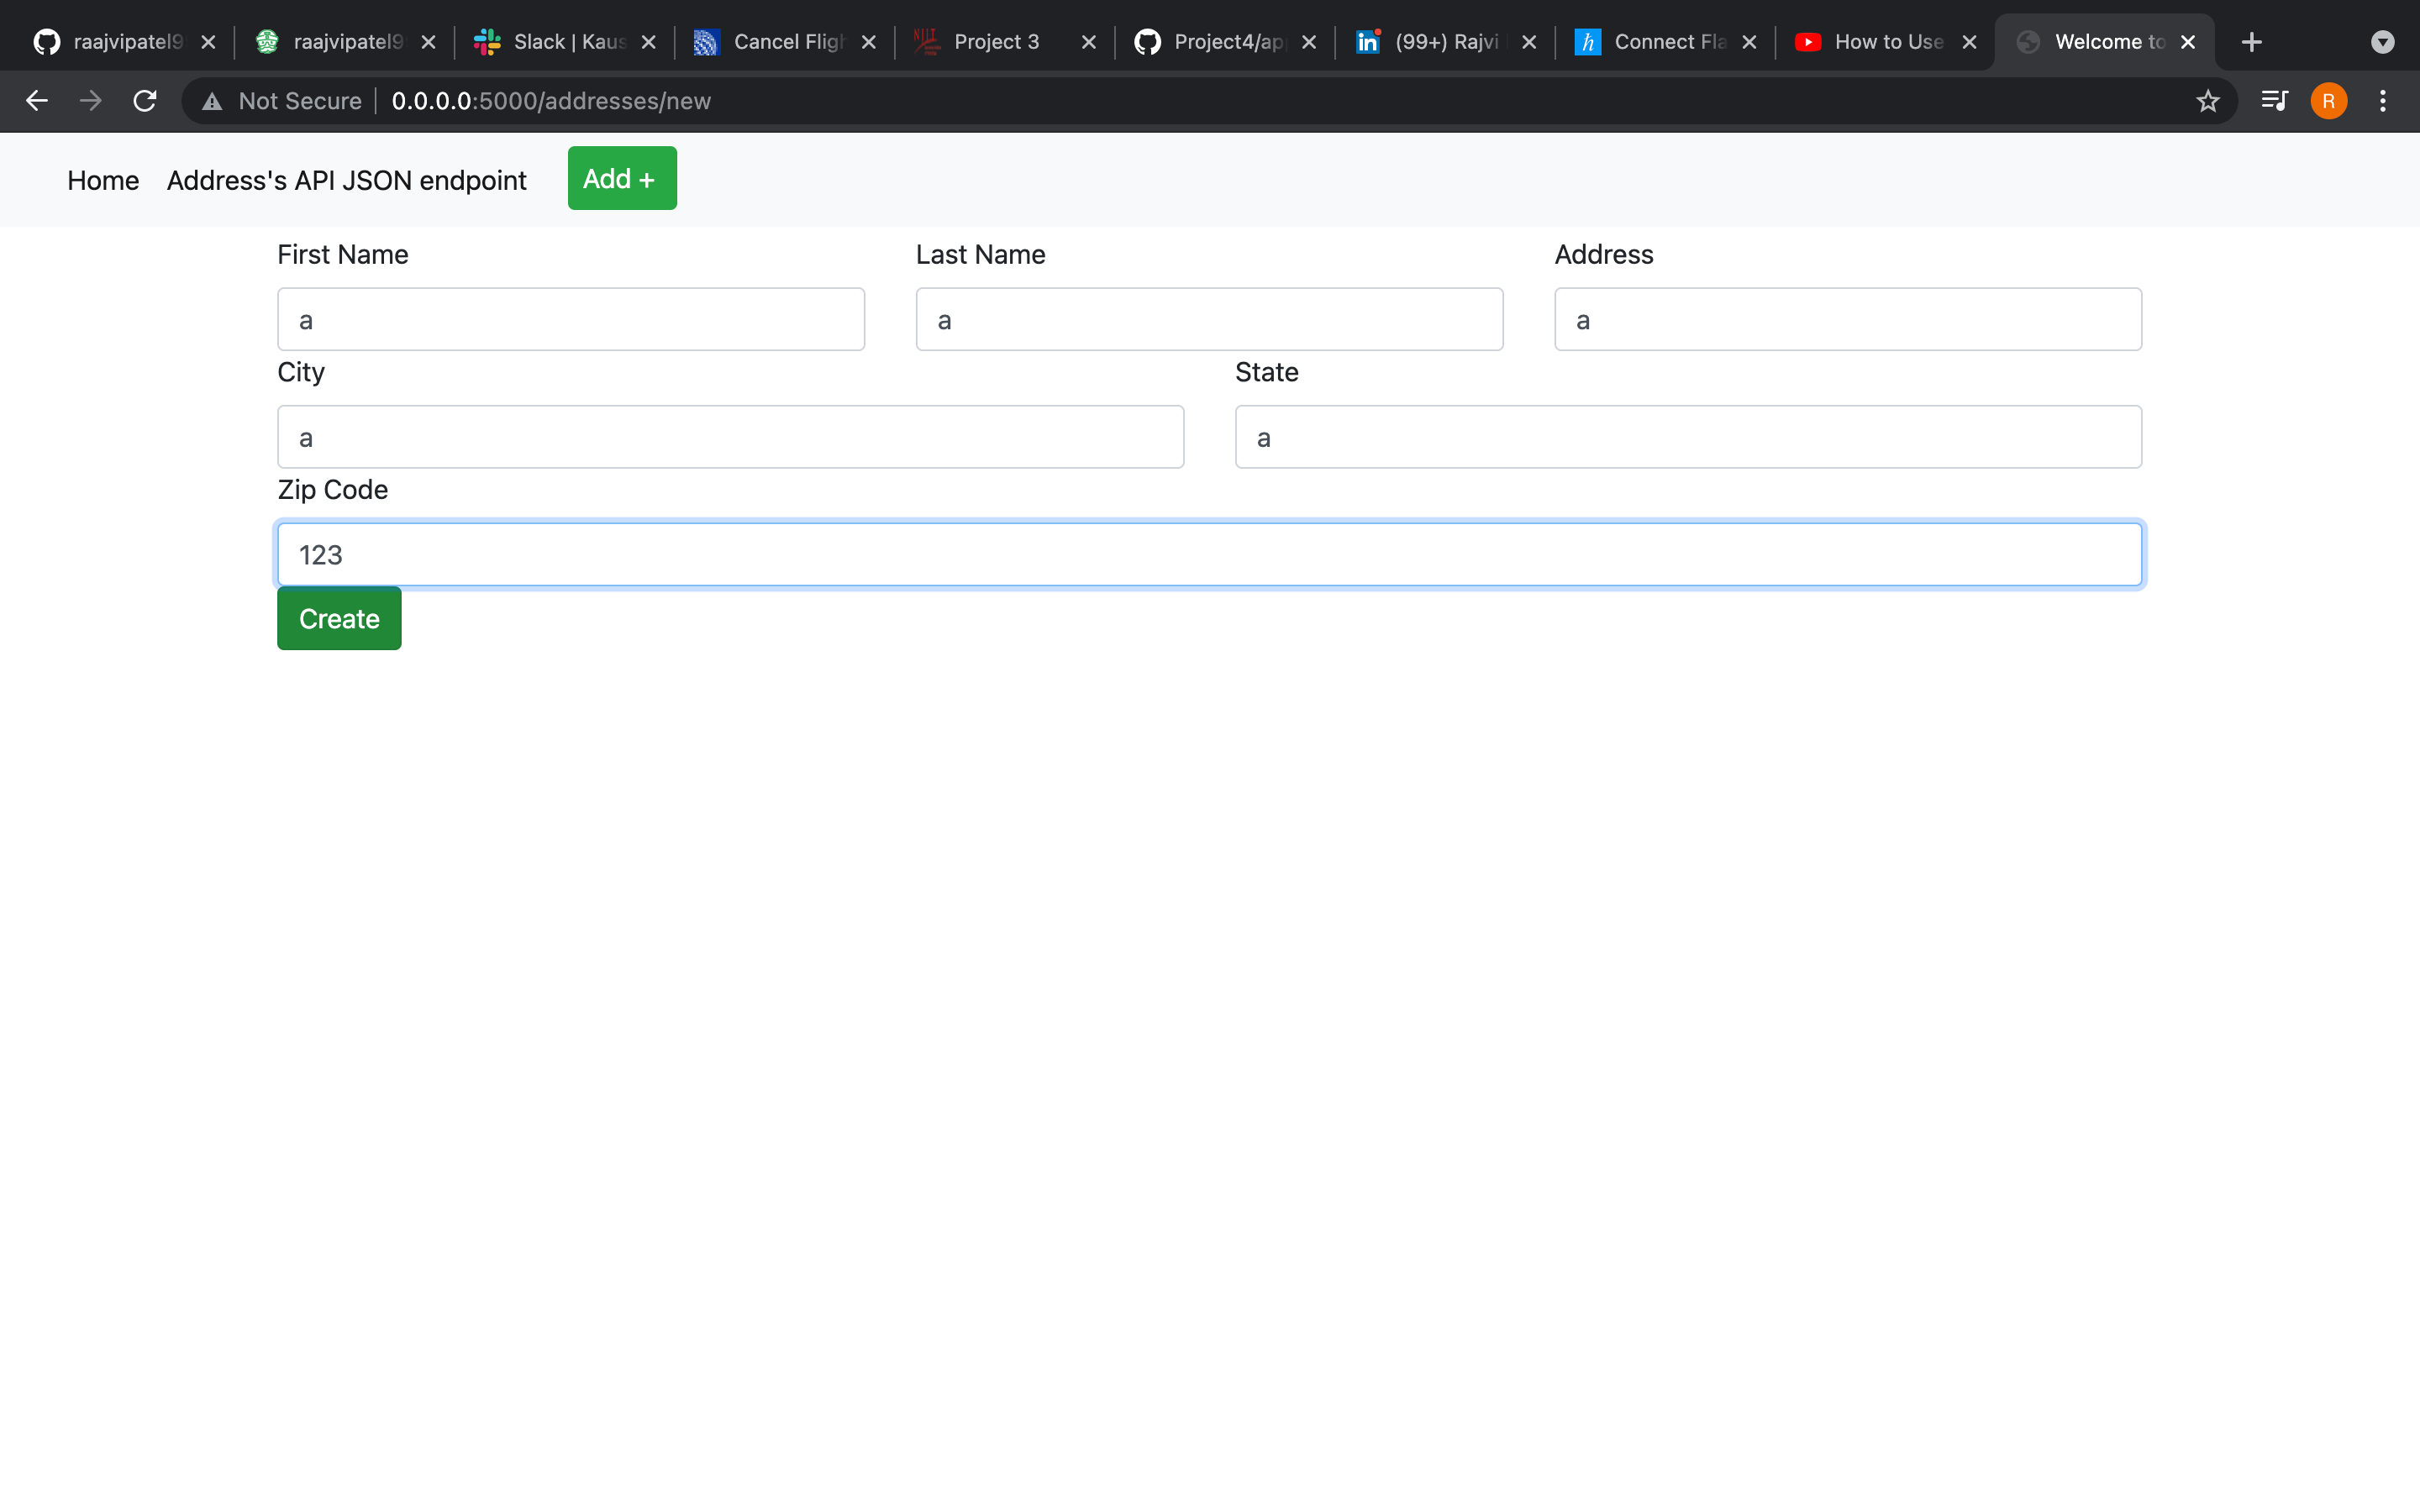 raajvipatel9 raajvipatel9 Slack | Kaus Cancel Fligh Project 3 Project4/ap (99+) Rajvi Connect Fla How to Use Welcome to
Not Secure 0.0.0.0:5000/addresses/new R
Home Address's API JSON endpoint Add +
First Name Last Name Address
a a a
City State
a a
Zip Code
123
Create